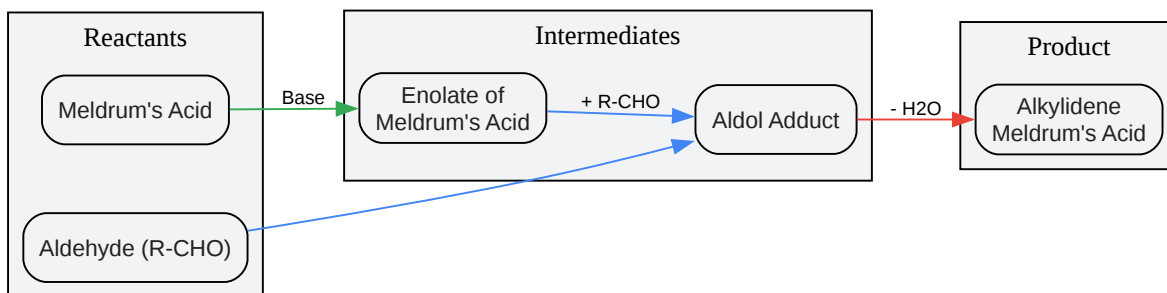 Reactants
Meldrum's Acid
Aldehyde (R-CHO)
Base
Intermediates
Enolate of
Meldrum's Acid
+ R-CHO
Aldol Adduct
- H2O
Product
Alkylidene
Meldrum's Acid